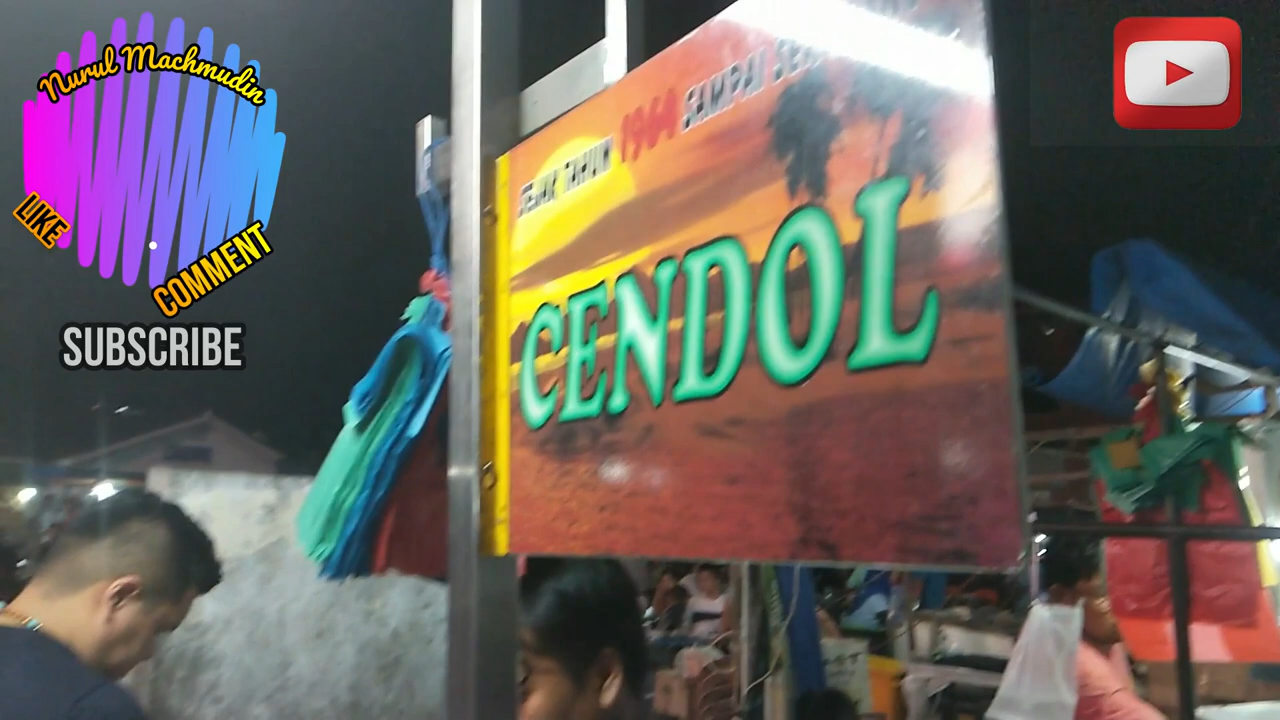 Nurul Machmudin
LIKE
COMMENT
SUBSCRIBE
SEJAK TAHUN 1964 SAMPAI
CENDOL